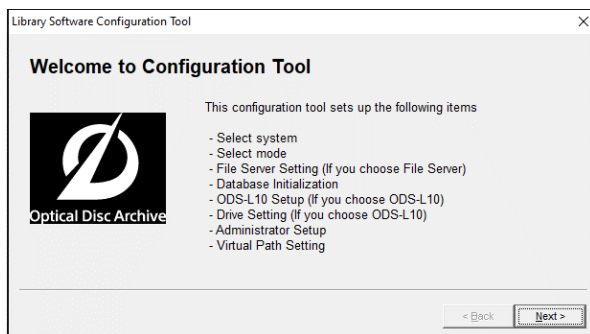 Library Software Configuration Tool
Welcome to Configuration Tool
This configuration tool sets up the following items
- Select system
- Select mode
- File Server Setting (If you choose File Server)
- Database Initialization
- ODS-L10 Setup (If you choose ODS-L10)
- Drive Setting (If you choose ODS-L10)
- Administrator Setup
- Virtual Path Setting
Optical Disc Archive
< Back
Next >